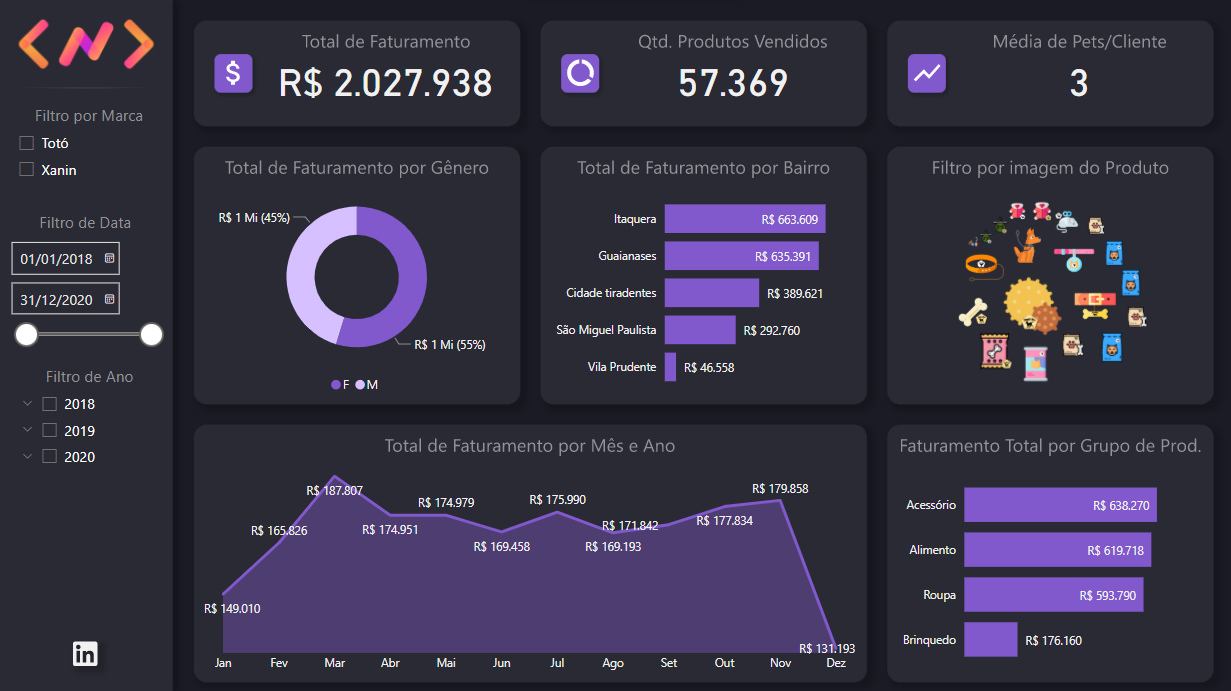 Filtro por Marca
Totó
Xanin
Filtro de Data
01/01/2018
31/12/2020
Filtro de Ano
2018
2019
2020
in
Total de Faturamento
$
R$ 2.027.938
Qtd. Produtos Vendidos
57.369
Média de Pets/Cliente
3
Total de Faturamento por Gênero
R$ 1 Mi (45%)
R$ 1 Mi (55%)
F M
Total de Faturamento por Bairro
Itaquera R$ 663.609
Guaianases R$ 635.391
Cidade tiradentes R$ 389.621
São Miguel Paulista R$ 292.760
Vila Prudente R$ 46.558
Filtro por imagem do Produto
Total de Faturamento por Mês e Ano
R$ 149.010
R$ 165.826
R$ 187.807
R$ 174.951
R$ 174.979
R$ 169.458
R$ 175.990
R$ 169.193
R$ 171.842
R$ 177.834
R$ 179.858
R$ 131.193
Jan Fev Mar Abr Mai Jun Jul Ago Set Out Nov Dez
Faturamento Total por Grupo de Prod.
Acessório R$ 638.270
Alimento R$ 619.718
Roupa R$ 593.790
Brinquedo R$ 176.160